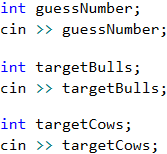 int guessNumber;
cin >> guessNumber;
int targetBulls;
cin >> targetBulls;
int targetCows;
cin >> targetCows;